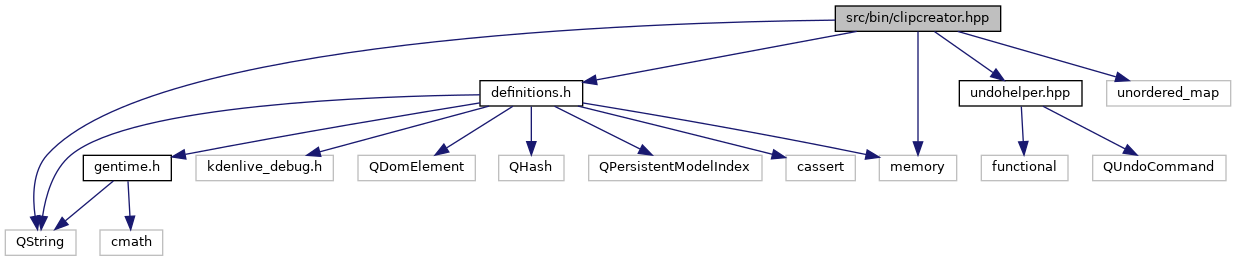 src/bin/clipcreator.hpp
definitions.h
undohelper.hpp
unordered_map
gentime.h
kdenlive_debug.h
QDomElement
QHash
QPersistentModelIndex
cassert
memory
functional
QUndoCommand
QString
cmath